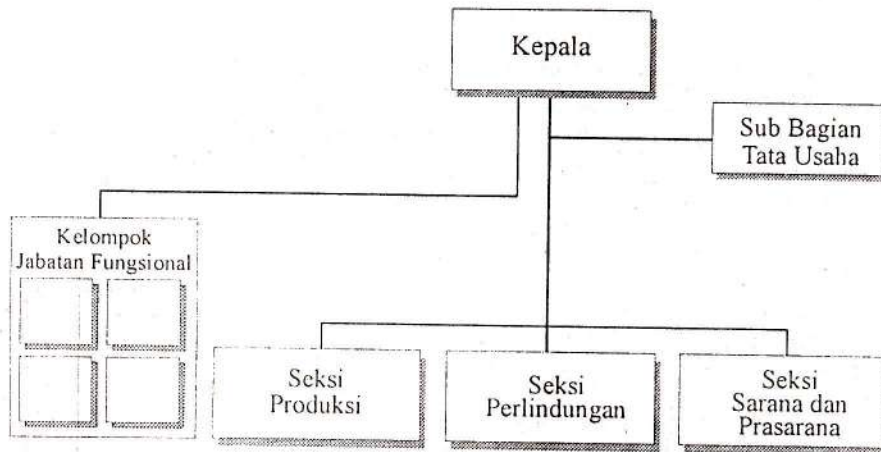 Kepala
Sub Bagian
Tata Usaha
Kelompok
Jabatan Fungsional
Seksi
Produksi
Seksi
Perlindungan
Seksi
Sarana dan
Prasarana